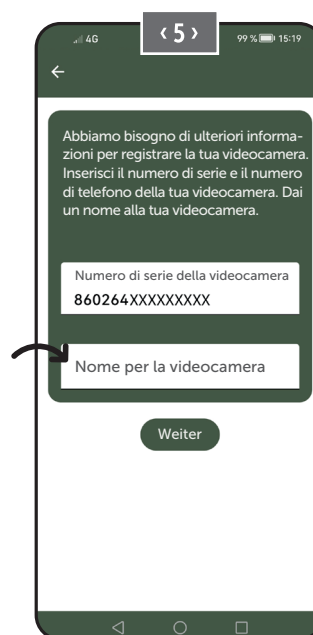 4G ‹ 5 › 99 % 15:19
Abbiamo bisogno di ulteriori informa-
zioni per registrare la tua videocamera.
Inserisci il numero di serie e il numero
di telefono della tua videocamera. Dai
un nome alla tua videocamera.
Numero di serie della videocamera
860264XXXXXXXXX
Nome per la videocamera
Weiter